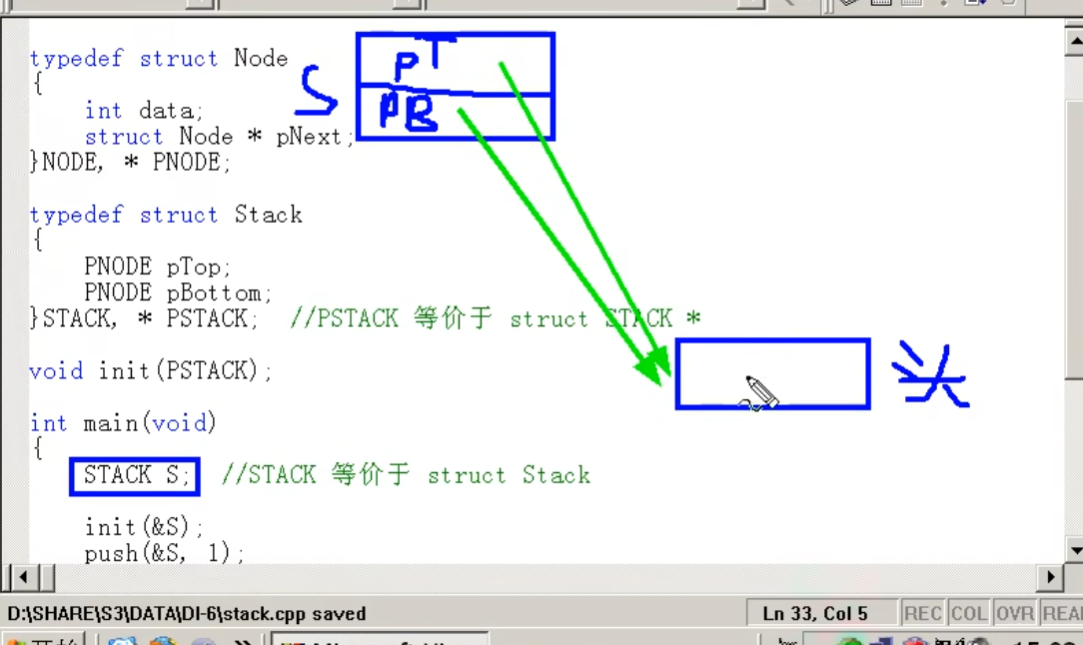 typedef struct Node
{
int data;
struct Node * pNext;
}NODE, * PNODE;
S
PT
PB
typedef struct Stack
{
PNODE pTop;
PNODE pBottom;
}STACK, * PSTACK; //PSTACK 等价于 struct STACK *
void init(PSTACK);
头
int main(void)
{
STACK S; //STACK 等价于 struct Stack
init(&S);
push(&S, 1);
D:\SHARE\S3\DATA\DI-6\stack.cpp saved
Ln 33, Col 5
REC COL OVR REA